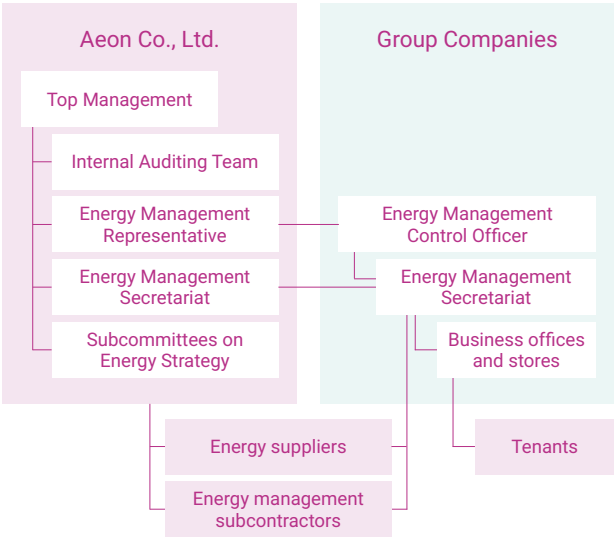 Aeon Co., Ltd.
Group Companies
Top Management
Internal Auditing Team
Energy Management
Representative
Energy Management
Control Officer
Energy Management
Secretariat
Energy Management
Secretariat
Subcommittees on
Energy Strategy
Business offices
and stores
Energy suppliers
Tenants
Energy management
subcontractors